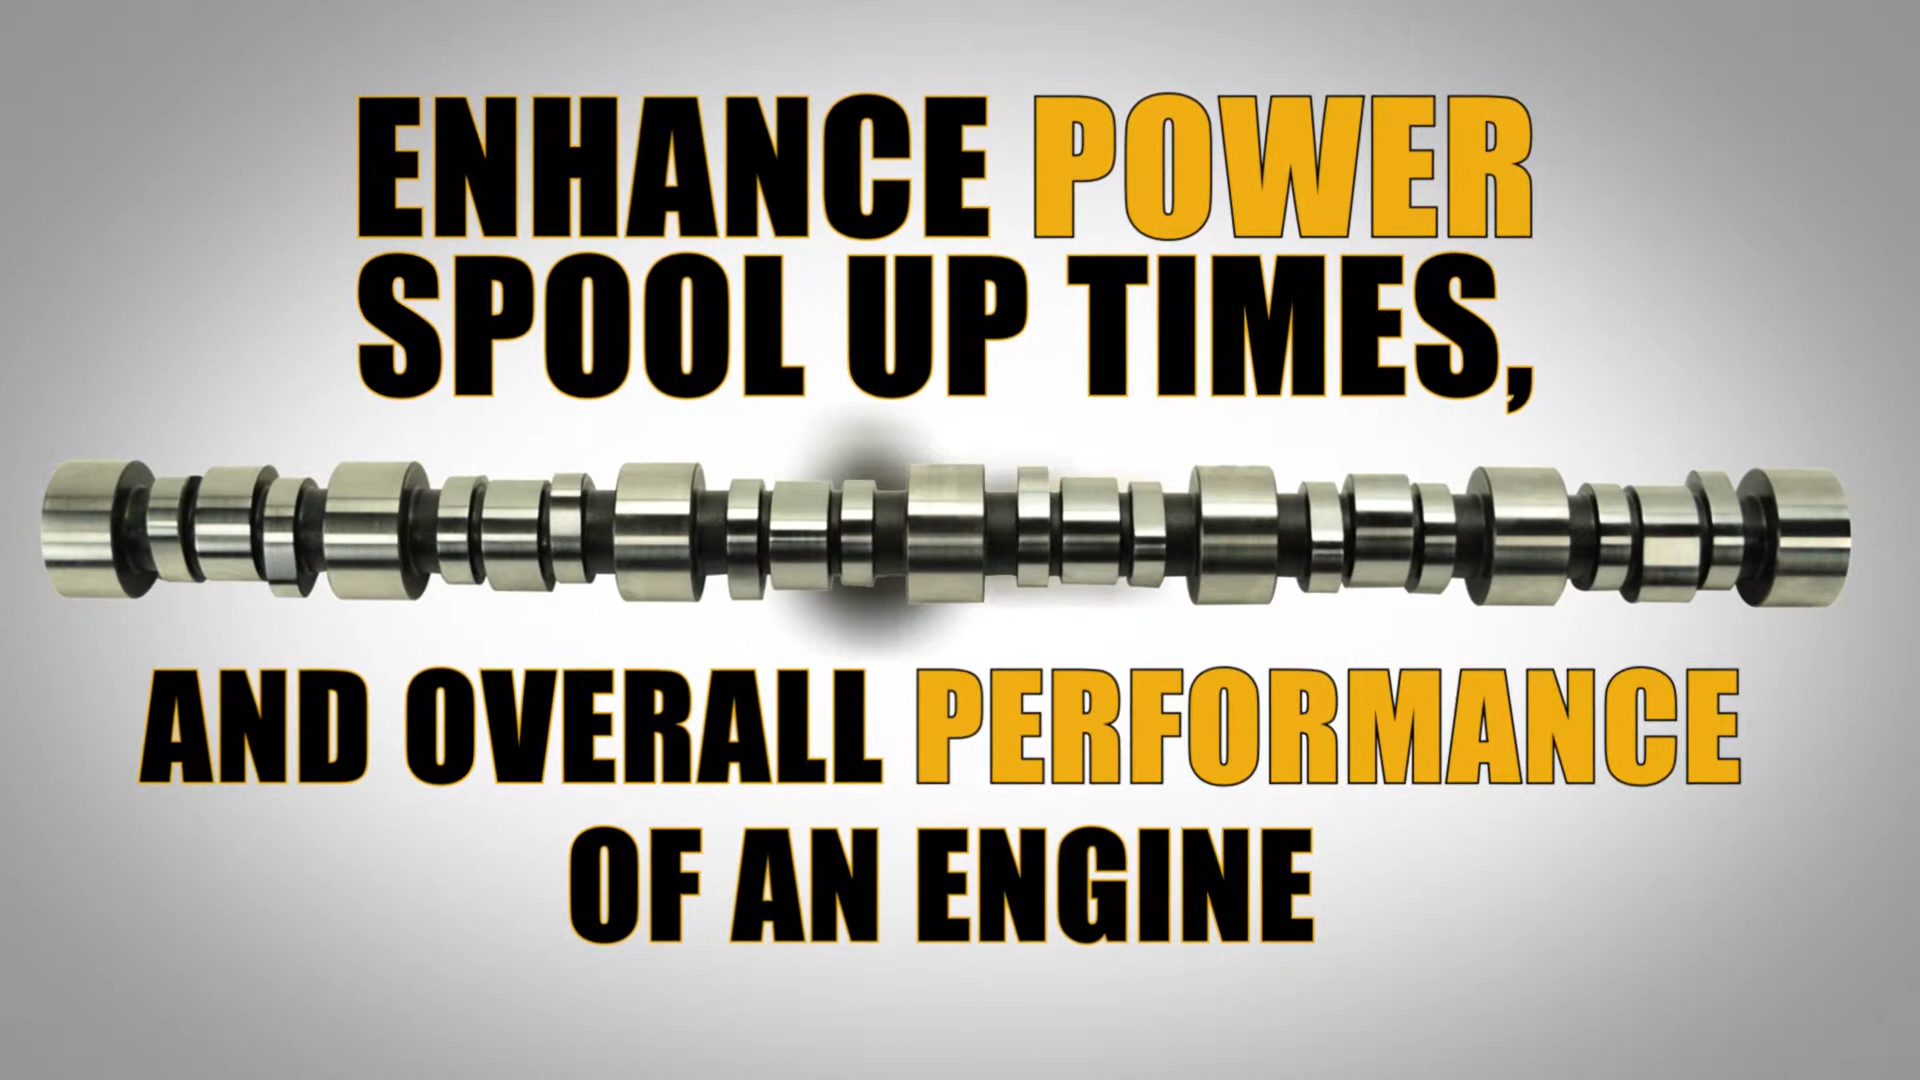 ENHANCE POWER
SPOOL UP TIMES,
AND OVERALL PERFORMANCE
OF AN ENGINE